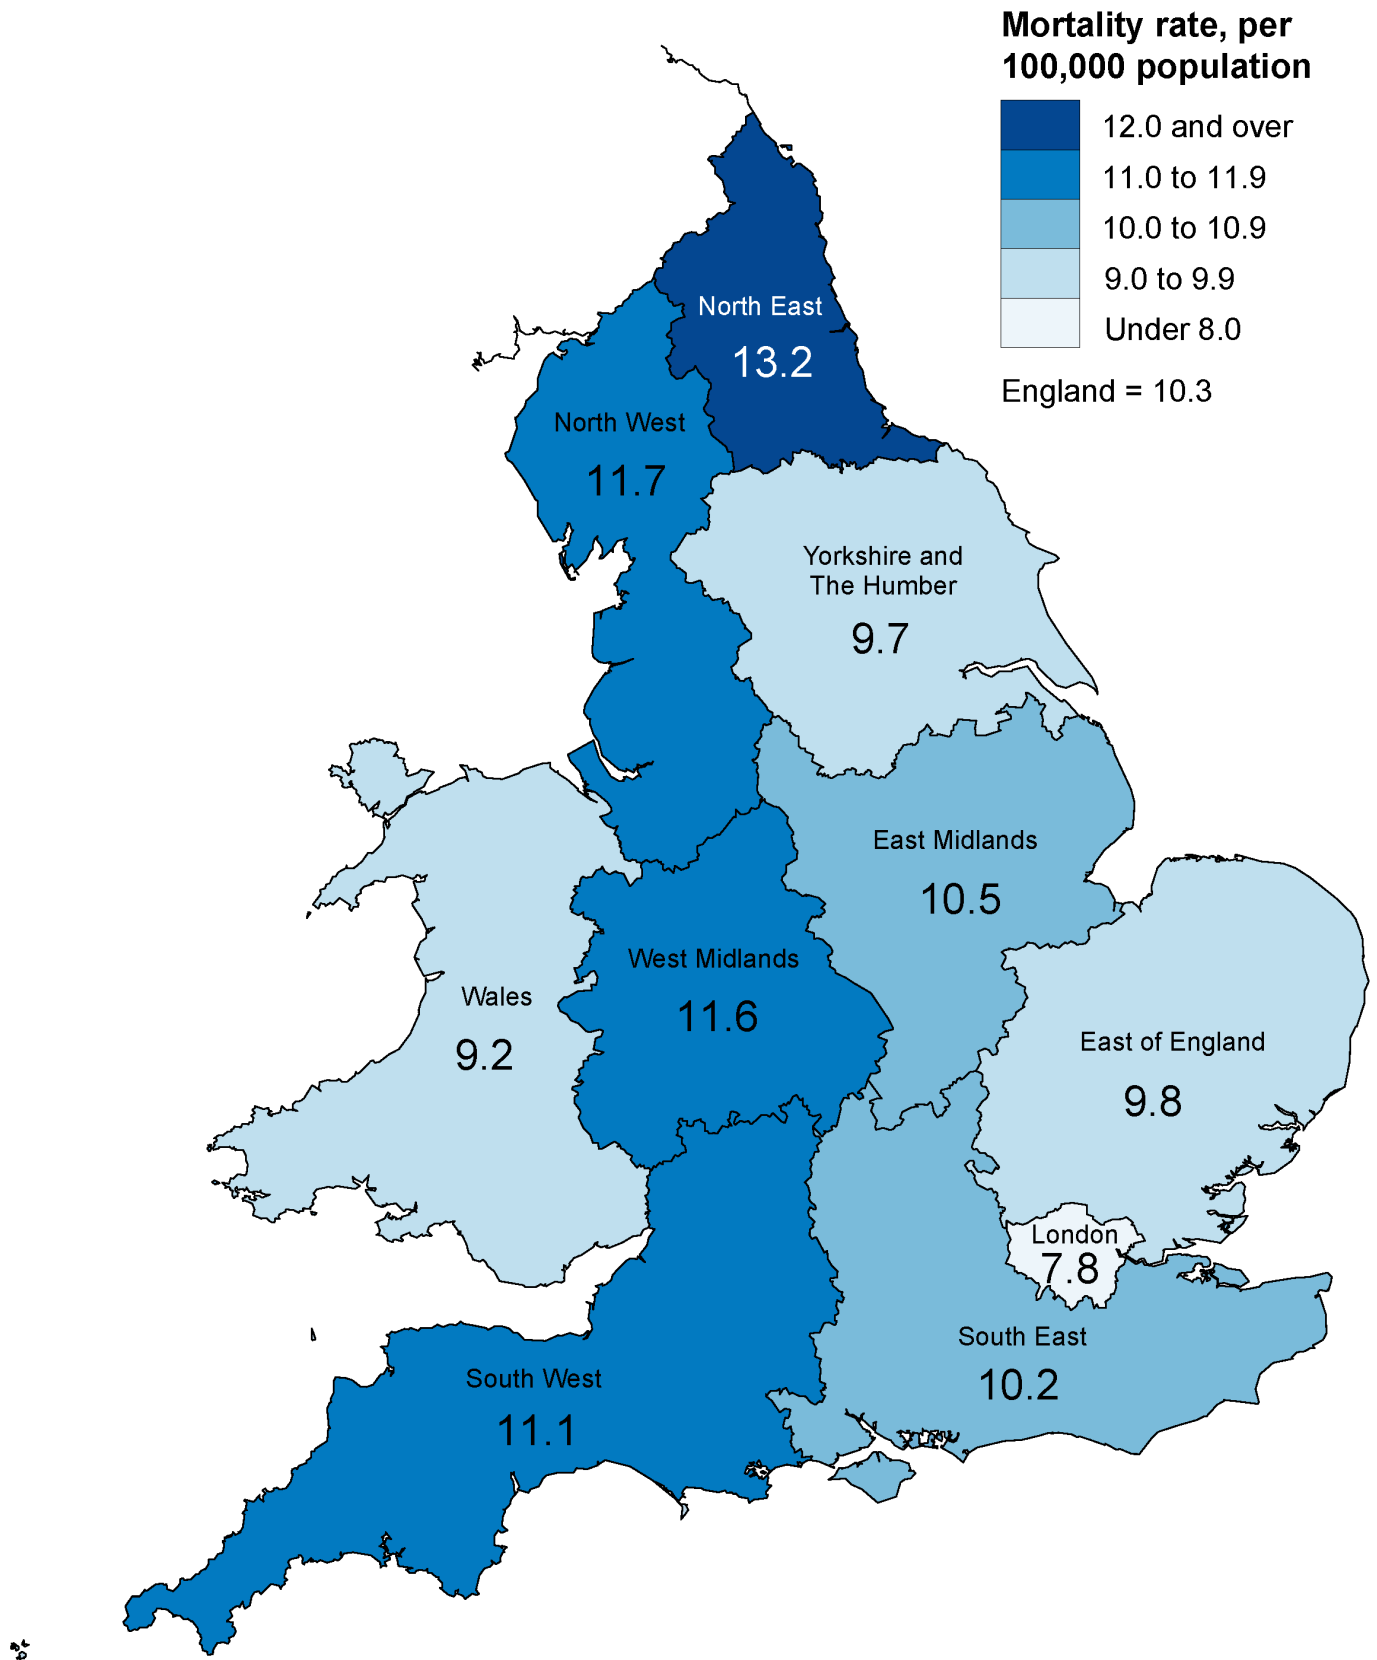 Mortality rate, per
100,000 population
12.0 and over
11.0 to 11.9
10.0 to 10.9
9.0 to 9.9
Under 8.0
England = 10.3
North East
13.2
North West
11.7
Yorkshire and
The Humber
9.7
East Midlands
10.5
West Midlands
11.6
Wales
9.2
East of England
9.8
London
7.8
South East
10.2
South West
11.1